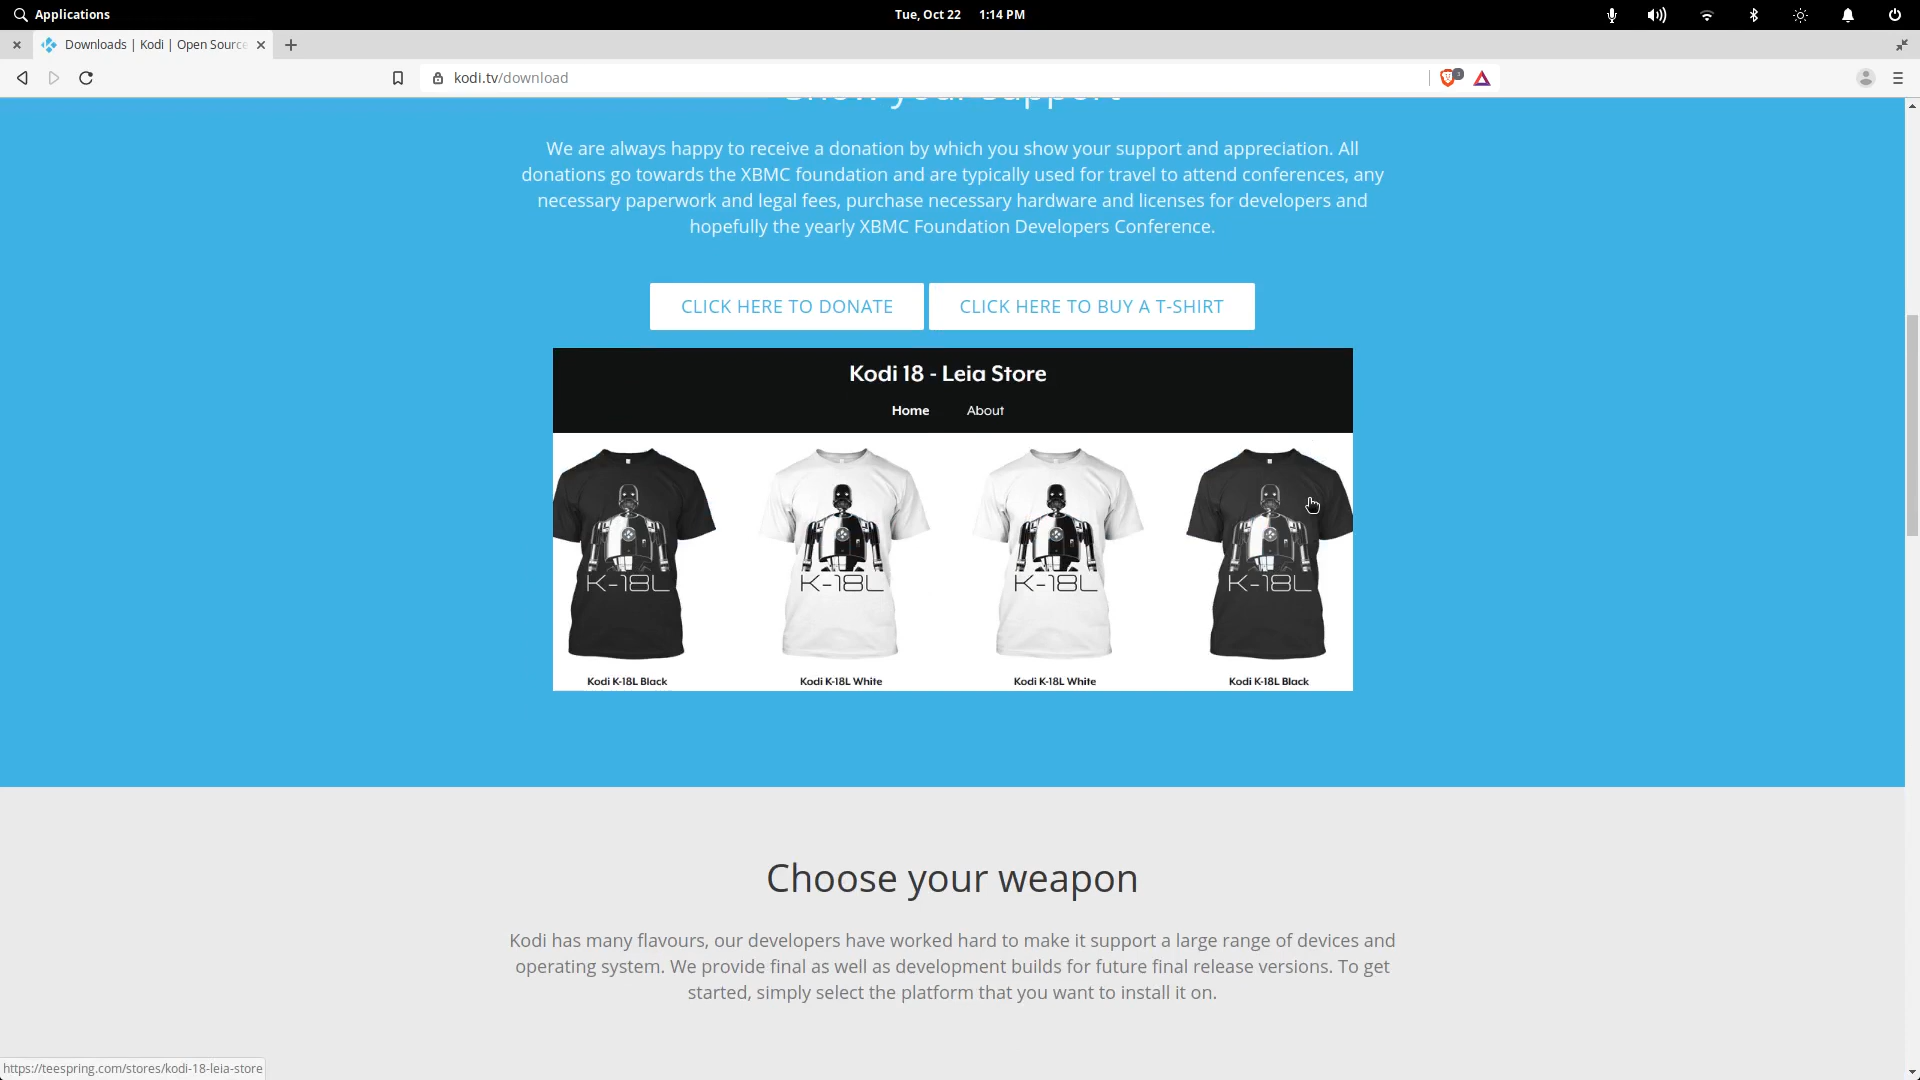 Applications
Tue, Oct 22 1:14 PM
Downloads | Kodi | Open Source
kodi.tv/download
Show your support
We are always happy to receive a donation by which you show your support and appreciation. All
donations go towards the XBMC foundation and are typically used for travel to attend conferences, any
necessary paperwork and legal fees, purchase necessary hardware and licenses for developers and
hopefully the yearly XBMC Foundation Developers Conference.
CLICK HERE TO DONATE CLICK HERE TO BUY A T-SHIRT
Kodi 18 - Leia Store
Home About
K-18L K-18L K-18L K-18L
Kodi K-18L Black Kodi K-18L White Kodi K-18L White Kodi K-18L Black
Choose your weapon
Kodi has many flavours, our developers have worked hard to make it support a large range of devices and
operating system. We provide final as well as development builds for future final release versions. To get
started, simply select the platform that you want to install it on.
https://teespring.com/stores/kodi-18-leia-store